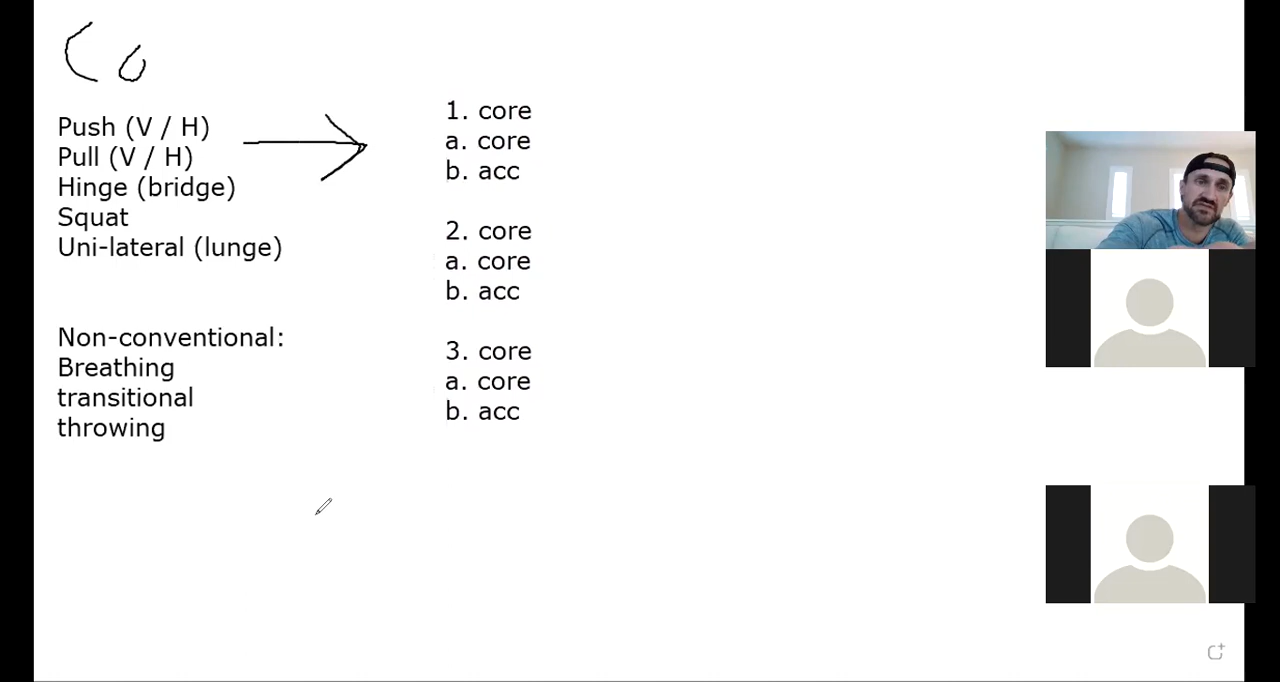 Co
Push (V / H)
Pull (V / H)
Hinge (bridge)
Squat
Uni-lateral (lunge)
Non-conventional:
Breathing
transitional
throwing
1. core
a. core
b. acc
2. core
a. core
b. acc
3. core
a. core
b. acc